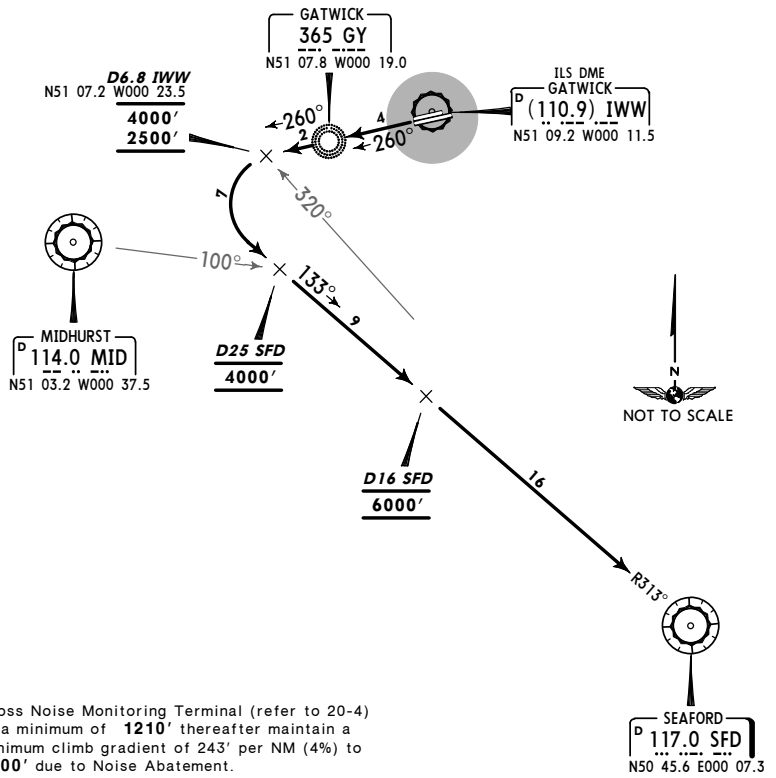 GATWICK
365 GY
N51 07.8 W000 19.0
D6.8 IWW
N51 07.2 W000 23.5
4000'
2500'
ILS DME
GATWICK
D (110.9) IWW
N51 09.2 W000 11.5
260°
2
4
260°
7
320°
100°
133°
9
MIDHURST
D 114.0 MID
N51 03.2 W000 37.5
D25 SFD
4000'
N
NOT TO SCALE
D16 SFD
6000'
16
R313°
SEAFORD
D 117.0 SFD
N50 45.6 E000 07.3
oss Noise Monitoring Terminal (refer to 20-4)
a minimum of 1210' thereafter maintain a
nimum climb gradient of 243' per NM (4%) to
00' due to Noise Abatement.